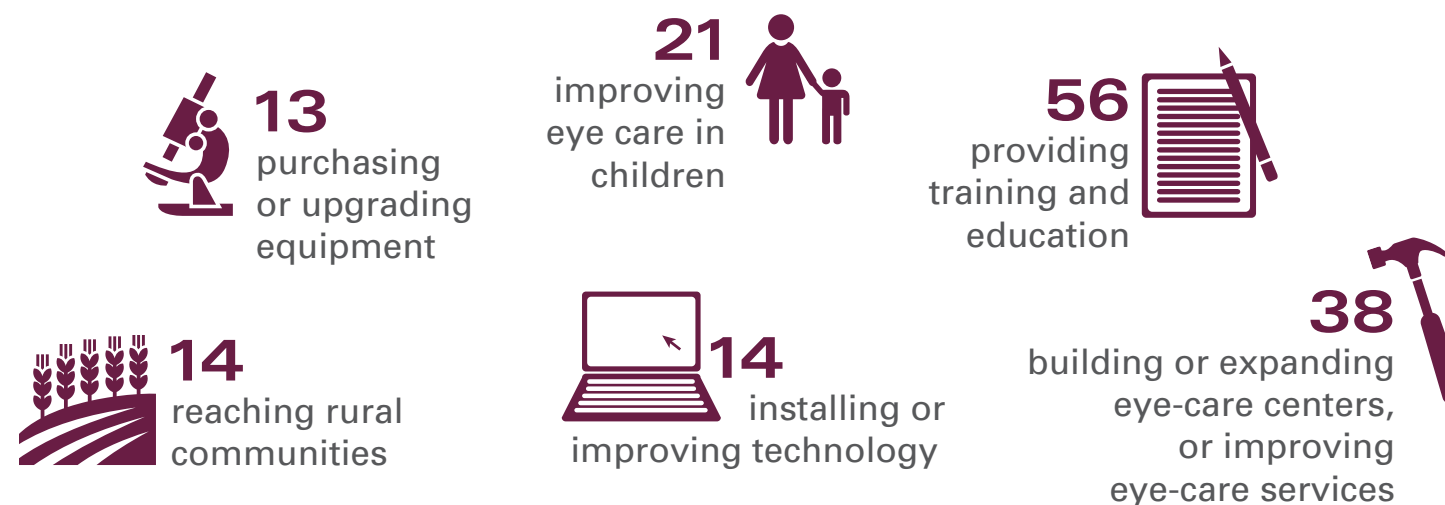 13
purchasing
or upgrading
equipment
21
improving
eye care in
children
56
providing
training and
education
14
reaching rural
communities
14
installing or
improving technology
38
building or expanding
eye-care centers,
or improving
eye-care services